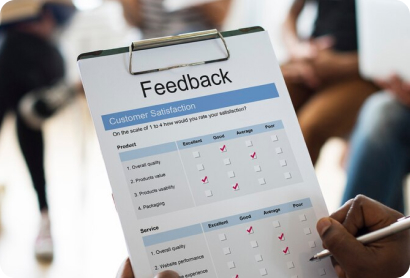 Feedback
Customer Satisfaction
On the scale of 1 to 4 how would you rate your satisfaction?
Product
Excellent Good Average Poor
1. Overall quality
2. Products value
3. Products usability
4. Packaging
Service
Excellent Good Average Poor
1. Overall quality
2. Website performance
experience